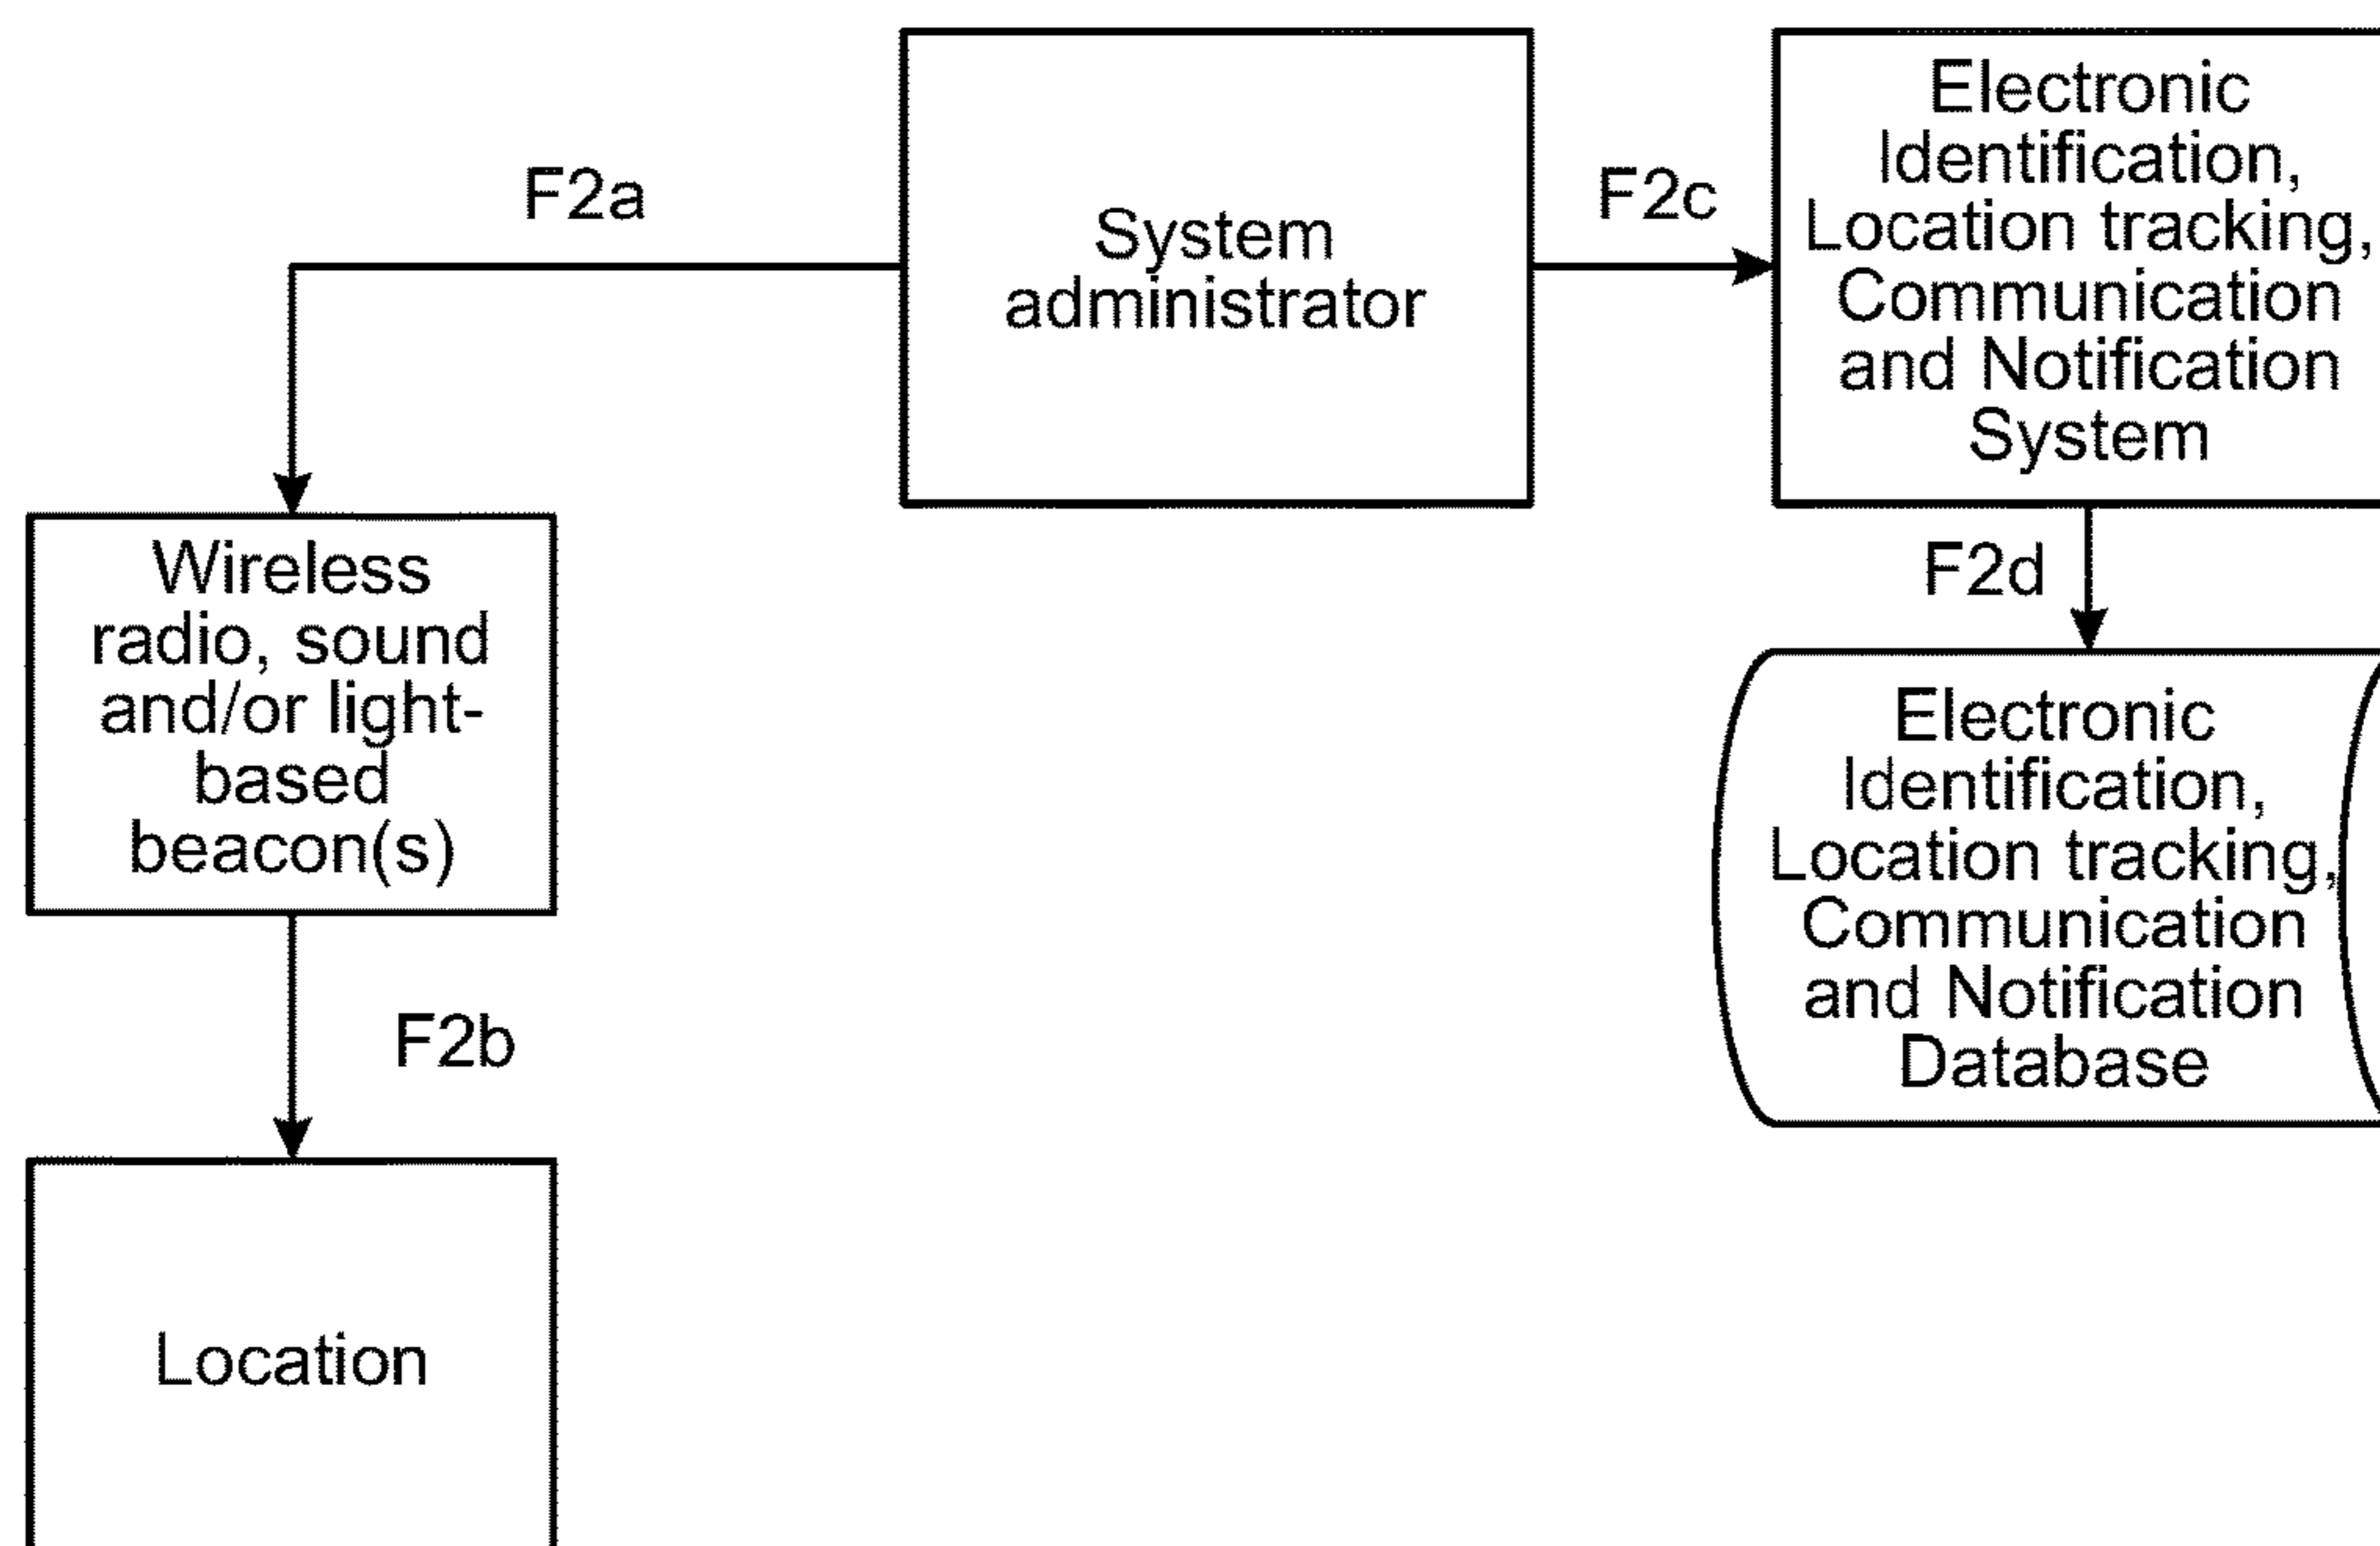 F2a
System
administrator
F2c
Electronic
Identification,
Location tracking,
Communication
and Notification
System
Wireless
radio, sound
and/or light-
based
beacon(s)
F2d
Electronic
Identification,
Location tracking,
Communication
and Notification
Database
F2b
Location